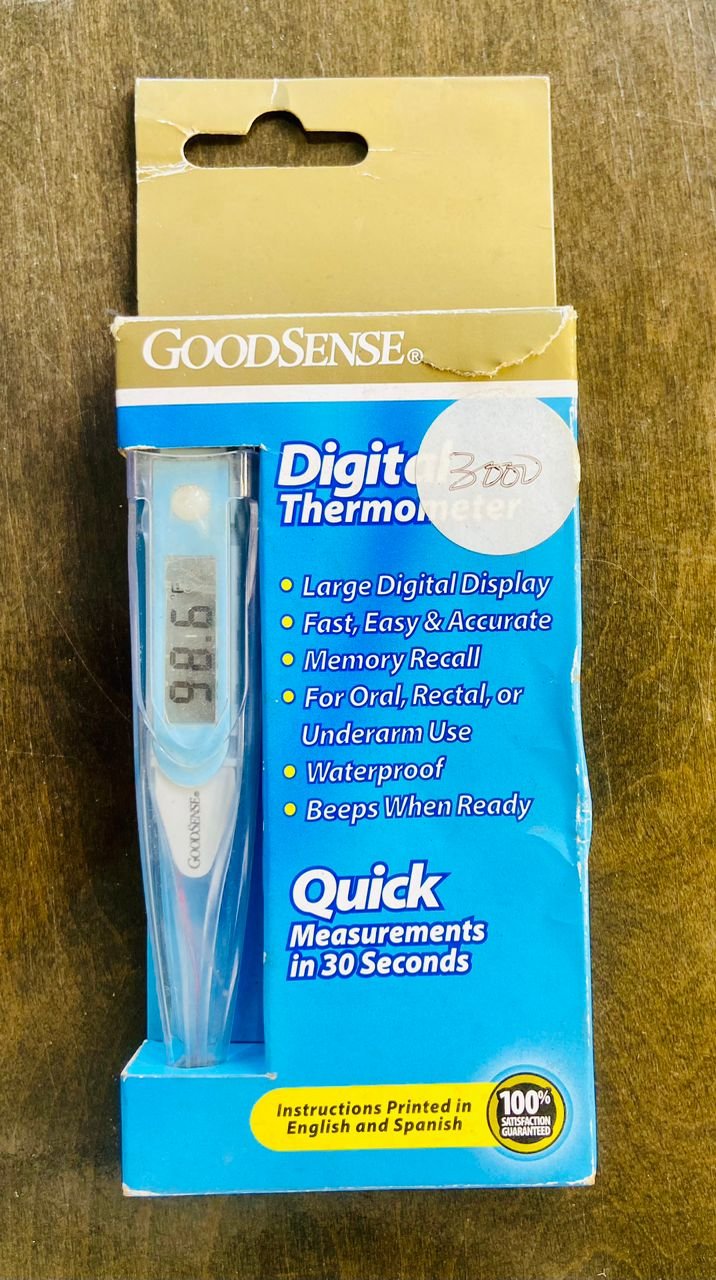 GOODSENSE®
Digital
Thermometer
3000
• Large Digital Display
• Fast, Easy & Accurate
• Memory Recall
• For Oral, Rectal, or
Underarm Use
• Waterproof
• Beeps When Ready
98.6 °F
GOODSENSE®
Quick
Measurements
in 30 Seconds
Instructions Printed in
English and Spanish
100%
SATISFACTION
GUARANTEED